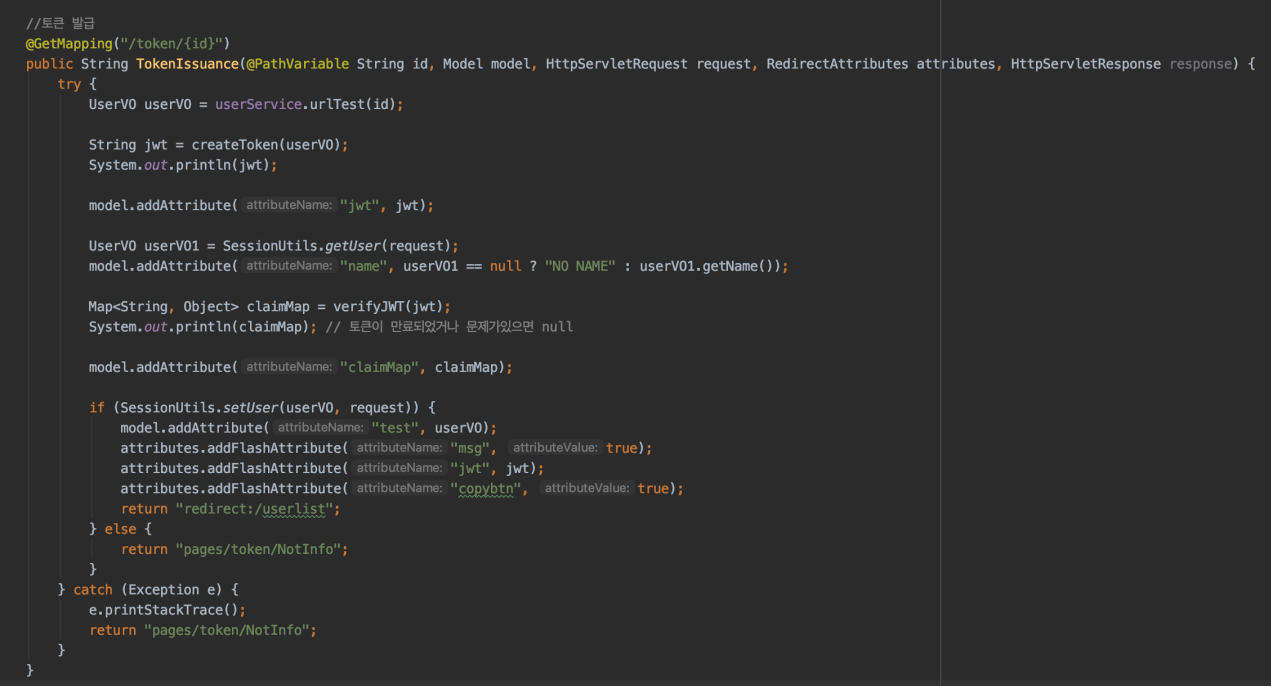 //토큰 발급
@GetMapping("/token/{id}")
public String TokenIssuance(@PathVariable String id, Model model, HttpServletRequest request, RedirectAttributes attributes, HttpServletResponse response) {
try {
UserVO userVO = userService.urlTest(id);
String jwt = createToken(userVO);
System.out.println(jwt);
model.addAttribute( attributeName: "jwt", jwt);
UserVO userVO1 = SessionUtils.getUser(request);
model.addAttribute( attributeName: "name", userVO1 == null ? "NO NAME" : userVO1.getName());
Map<String, Object> claimMap = verifyJWT(jwt);
System.out.println(claimMap); // 토큰이 만료되었거나 문제가있으면 null
model.addAttribute( attributeName: "claimMap", claimMap);
if (SessionUtils.setUser(userVO, request)) {
model.addAttribute( attributeName: "test", userVO);
attributes.addFlashAttribute( attributeName: "msg", attributeValue: true);
attributes.addFlashAttribute( attributeName: "jwt", jwt);
attributes.addFlashAttribute( attributeName: "copybtn", attributeValue: true);
return "redirect:/userlist";
} else {
return "pages/token/NotInfo";
}
} catch (Exception e) {
e.printStackTrace();
return "pages/token/NotInfo";
}
}